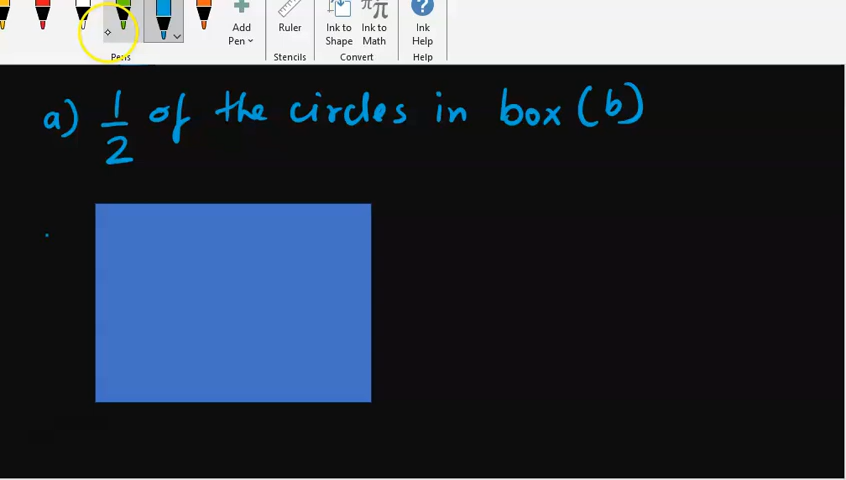 Add Ruler Ink to Ink to Ink
Pen Shape Math Help
Pens Stencils Convert Help
a) 1/2 of the circles in box (b)